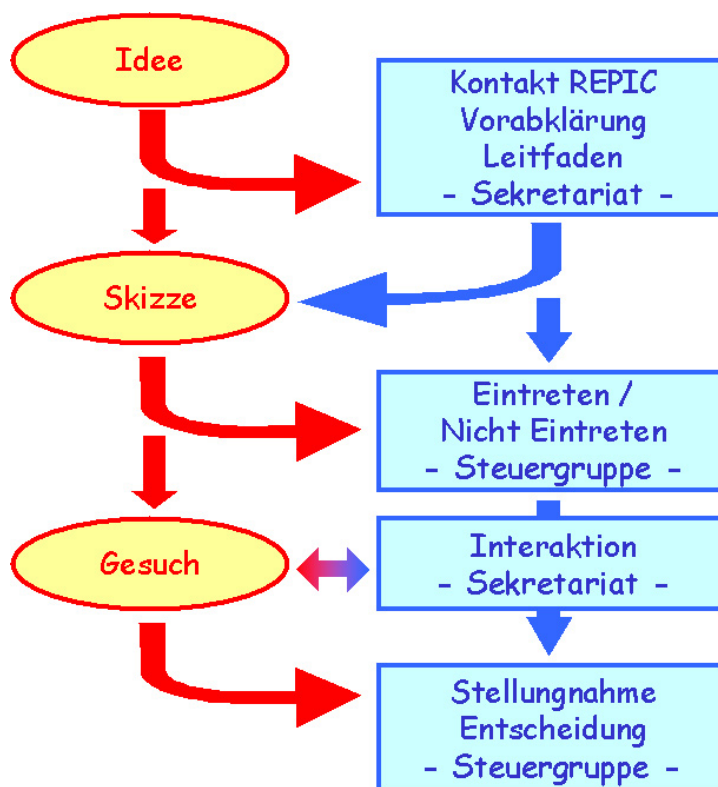 Idee
Kontakt REPIC
Vorabklärung
Leitfaden
- Sekretariat -
Skizze
Eintreten /
Nicht Eintreten
- Steuergruppe -
Gesuch
Interaktion
- Sekretariat -
Stellungnahme
Entscheidung
- Steuergruppe -